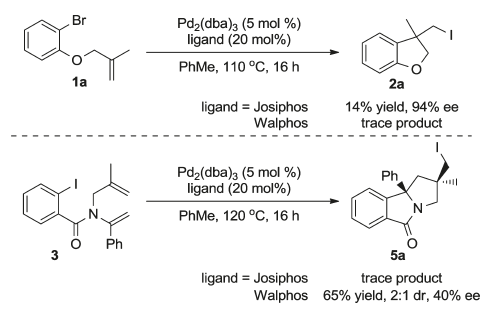 Br
O
1a
Pd2(dba)3 (5 mol %)
ligand (20 mol%)
PhMe, 110 °C, 16 h
I
O
2a
ligand = Josiphos 14% yield, 94% ee
Walphos trace product
I
N
O
Ph
3
Pd2(dba)3 (5 mol %)
ligand (20 mol%)
PhMe, 120 °C, 16 h
I
Ph
N
O
5a
ligand = Josiphos trace product
Walphos 65% yield, 2:1 dr, 40% ee